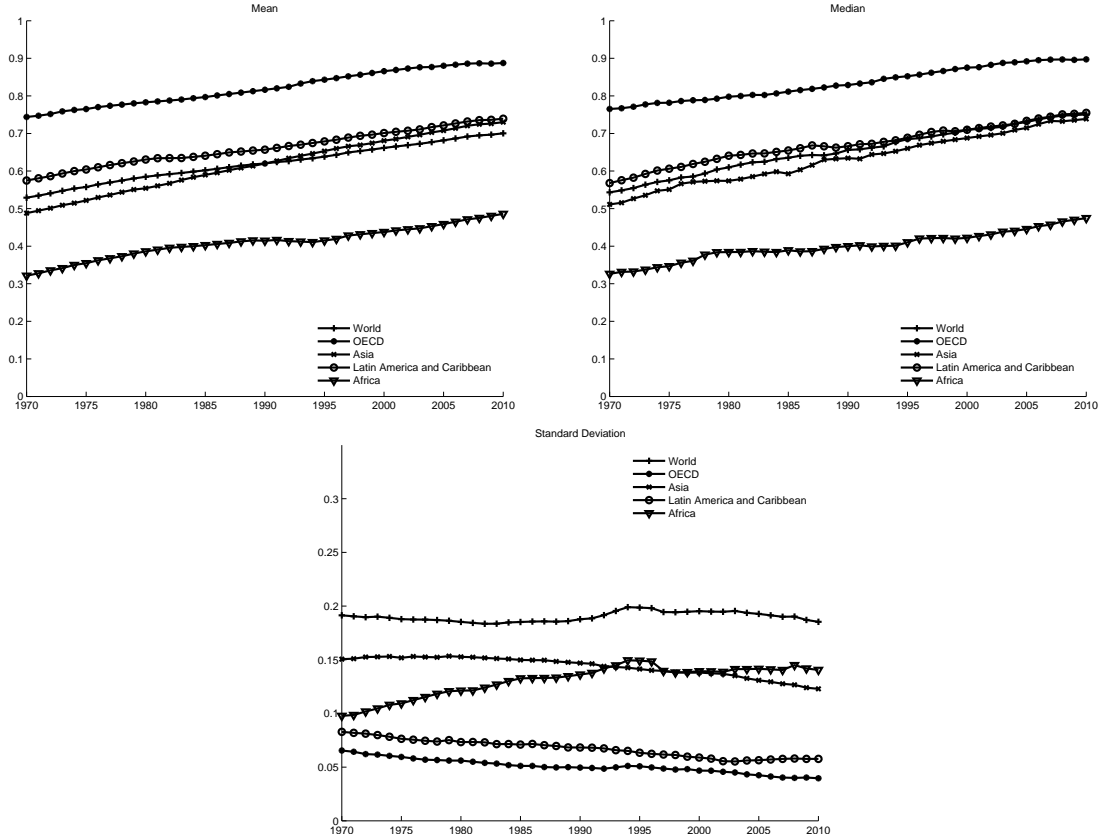 Mean
1
0.9
0.8
0.7
0.6
0.5
0.4
0.3
0.2
0.1
0
1970 1975 1980 1985 1990 1995 2000 2005 2010
World
OECD
Asia
Latin America and Caribbean
Africa
Median
1
0.9
0.8
0.7
0.6
0.5
0.4
0.3
0.2
0.1
0
1970 1975 1980 1985 1990 1995 2000 2005 2010
World
OECD
Asia
Latin America and Caribbean
Africa
Standard Deviation
0.3
0.25
0.2
0.15
0.1
0.05
0
1970 1975 1980 1985 1990 1995 2000 2005 2010
World
OECD
Asia
Latin America and Caribbean
Africa